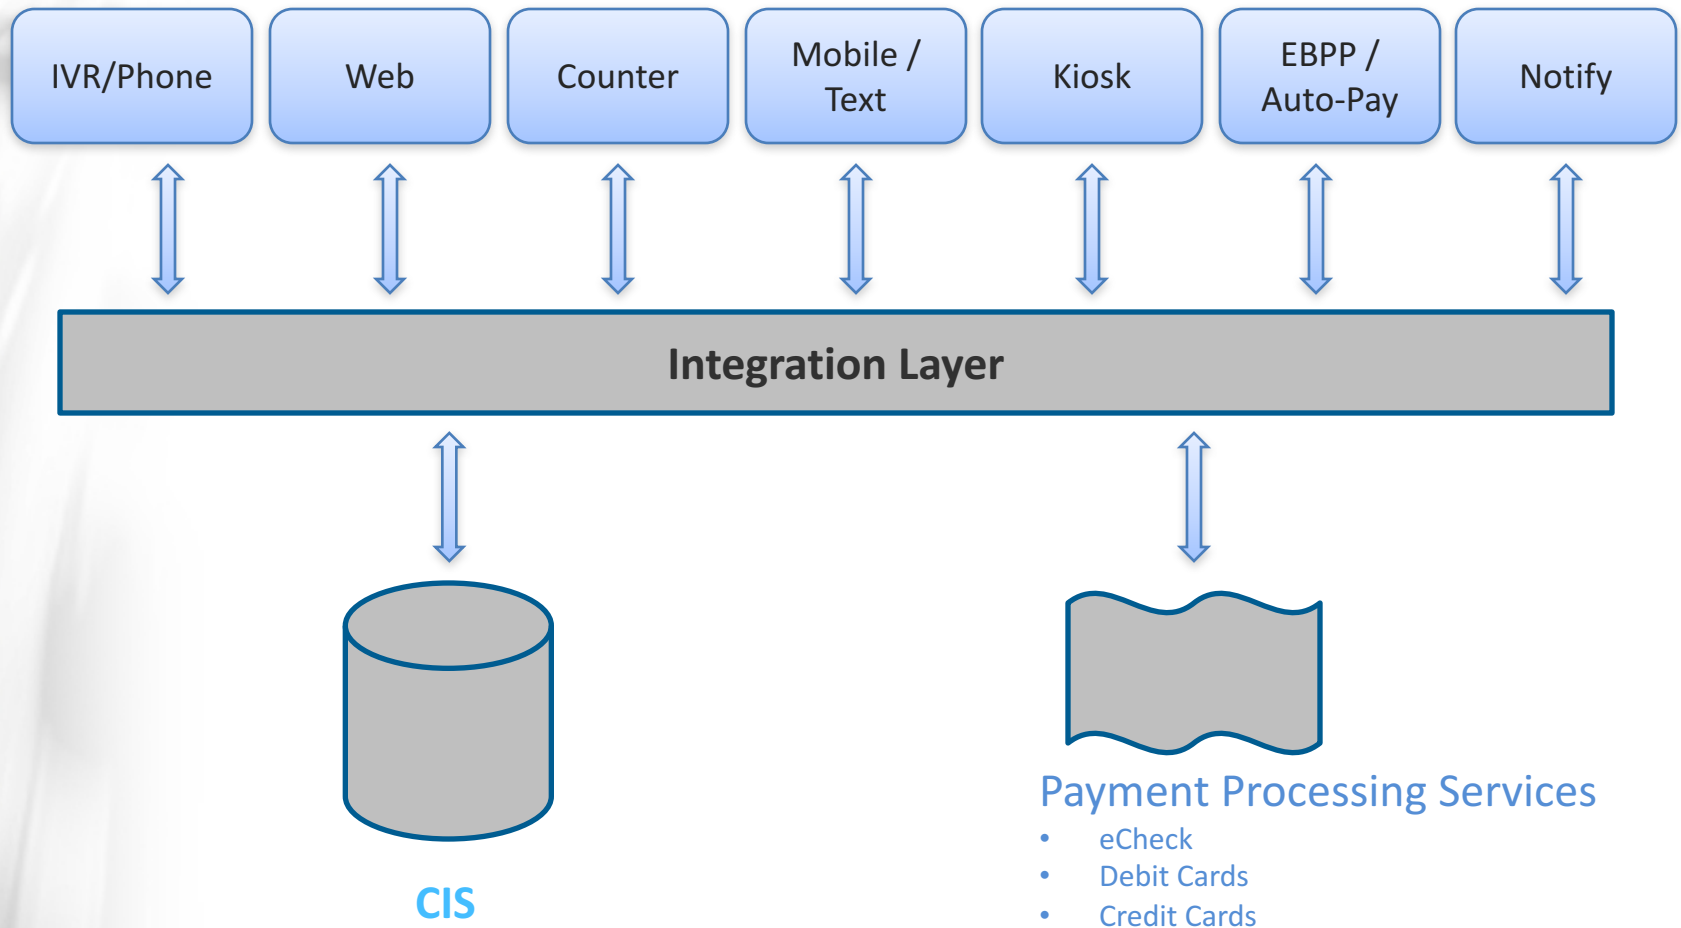 IVR/Phone
Web
Counter
Mobile /
Text
Kiosk
EBPP /
Auto-Pay
Notify
Integration Layer
CIS
Payment Processing Services
• eCheck
• Debit Cards
• Credit Cards